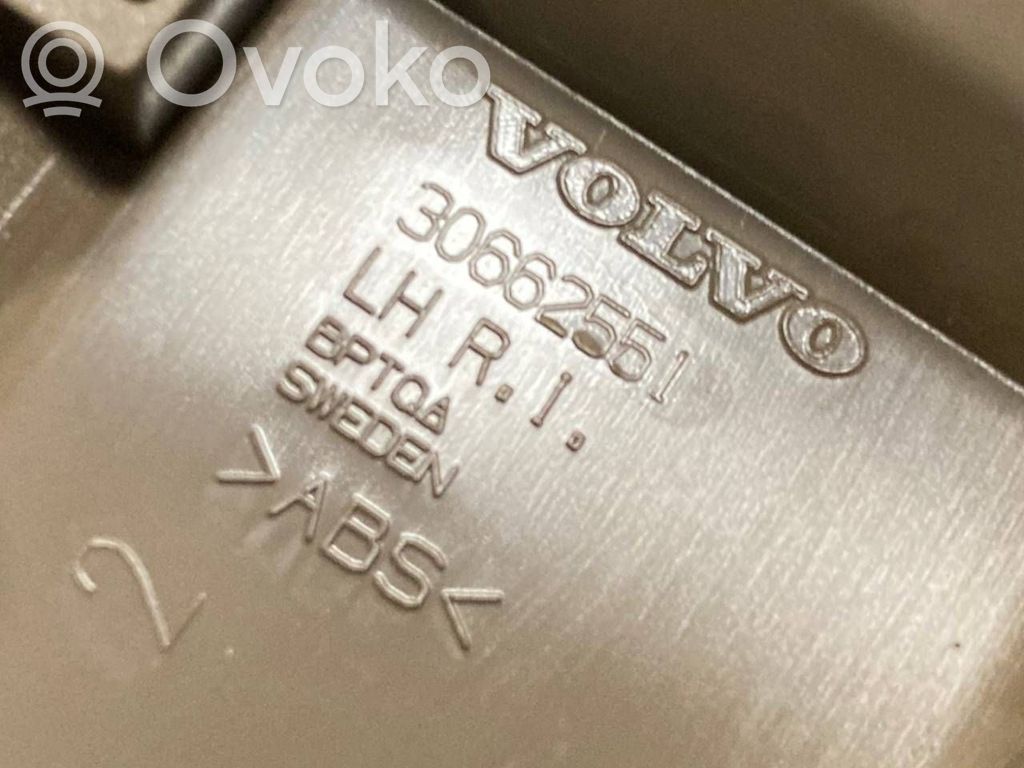 Ovoko
VOLVO
30662551
LH R.I.
BPTQA
SWEDEN
>ABS<
2